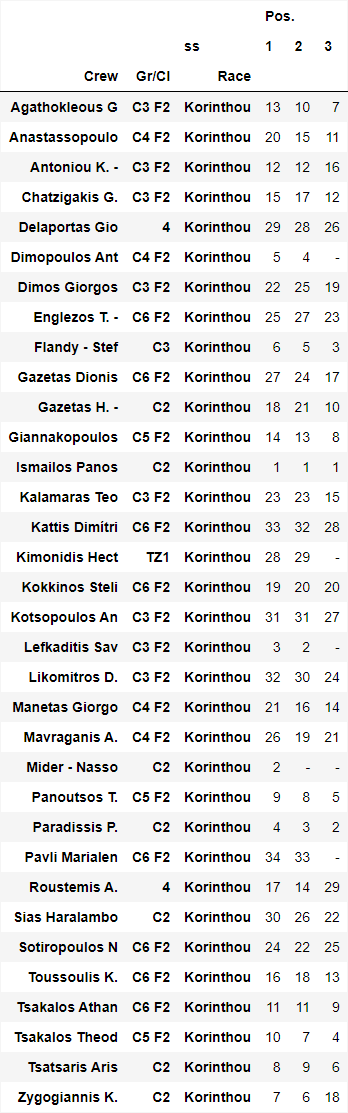 Pos.
ss 1 2 3
Crew Gr/Cl Race
Agathokleous G C3 F2 Korinthou 13 10 7
Anastassopoulo C4 F2 Korinthou 20 15 11
Antoniou K. - C3 F2 Korinthou 12 12 16
Chatzigakis G. C3 F2 Korinthou 15 17 12
Delaportas Gio 4 Korinthou 29 28 26
Dimopoulos Ant C4 F2 Korinthou 5 4 -
Dimos Giorgos C3 F2 Korinthou 22 25 19
Englezos T. - C6 F2 Korinthou 25 27 23
Flandy - Stef C3 Korinthou 6 5 3
Gazetas Dionis C6 F2 Korinthou 27 24 17
Gazetas H. - C2 Korinthou 18 21 10
Giannakopoulos C5 F2 Korinthou 14 13 8
Ismailos Panos C2 Korinthou 1 1 1
Kalamaras Teo C3 F2 Korinthou 23 23 15
Kattis Dimítri C6 F2 Korinthou 33 32 28
Kimonidis Hect TZ1 Korinthou 28 29 -
Kokkinos Steli C6 F2 Korinthou 19 20 20
Kotsopoulos An C3 F2 Korinthou 31 31 27
Lefkaditis Sav C3 F2 Korinthou 3 2 -
Likomitros D. C3 F2 Korinthou 32 30 24
Manetas Giorgo C4 F2 Korinthou 21 16 14
Mavraganis A. C4 F2 Korinthou 26 19 21
Mider - Nasso C2 Korinthou 2 - -
Panoutsos T. C5 F2 Korinthou 9 8 5
Paradissis P. C2 Korinthou 4 3 2
Pavli Marialen C6 F2 Korinthou 34 33 -
Roustemis A. 4 Korinthou 17 14 29
Sias Haralambo C2 Korinthou 30 26 22
Sotiropoulos N C6 F2 Korinthou 24 22 25
Toussoulis K. C6 F2 Korinthou 16 18 13
Tsakalos Athan C6 F2 Korinthou 11 11 9
Tsakalos Theod C5 F2 Korinthou 10 7 4
Tsatsaris Aris C2 Korinthou 8 9 6
Zygogiannis K. C2 Korinthou 7 6 18